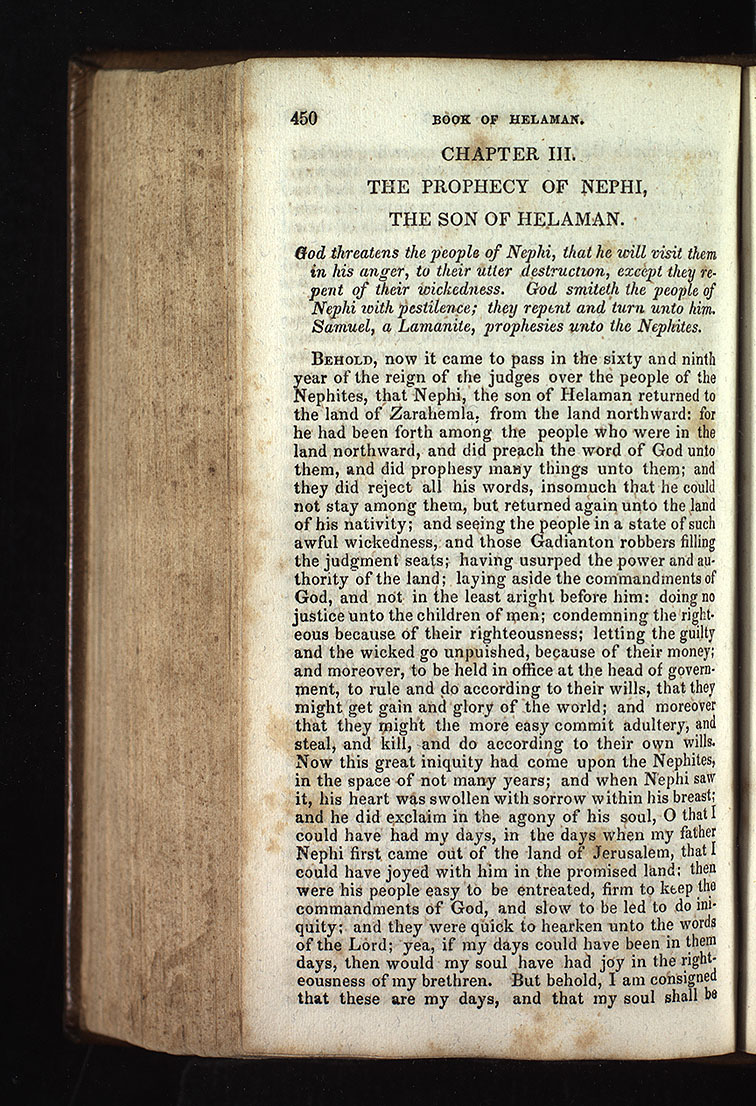 450
BOOK OF HELAMAN.
CHAPTER III.
THE PROPHECY OF NEPHI,
THE SON OF HELAMAN.
God threatens the people of Nephi, that he will visit them
in his anger, to their utter destruction, except they re-
pent of their wickedness. God smiteth the people of
Nephi with pestilence; they repent and turn unto him.
Samuel, a Lamanite, prophesies unto the Nephites.
BEHOLD, now it came to pass in the sixty and ninth
year of the reign of the judges over the people of the
Nephites, that Nephi, the son of Helaman returned to
the land of Zarahemla, from the land northward: for
he had been forth among the people who were in the
land northward, and did preach the word of God unto
them, and did prophesy many things unto them; and
they did reject all his words, insomuch that he could
not stay among them, but returned again unto the land
of his nativity; and seeing the people in a state of such
awful wickedness, and those Gadianton robbers filling
the judgment seats; having usurped the power and au-
thority of the land; laying aside the commandments of
God, and not in the least aright before him: doing no
justice unto the children of men; condemning the right-
eous because of their righteousness; letting the guilty
and the wicked go unpuished, because of their money;
and moreover, to be held in office at the head of govern-
ment, to rule and do according to their wills, that they
might get gain and glory of the world; and moreover
that they might the more easy commit adultery, and
steal, and kill, and do according to their own wills.
Now this great iniquity had come upon the Nephites,
in the space of not many years; and when Nephi saw
it, his heart was swollen with sorrow within his breast;
and he did exclaim in the agony of his soul, O that I
could have had my days, in the days when my father
Nephi first came out of the land of Jerusalem, that I
could have joyed with him in the promised land: then
were his people easy to be entreated, firm to keep the
commandments of God, and slow to be led to do ini-
quity; and they were quick to hearken unto the words
of the Lord; yea, if my days could have been in them
days, then would my soul have had joy in the right-
eousness of my brethren. But behold, I am consigned
that these are my days, and that my soul shall be